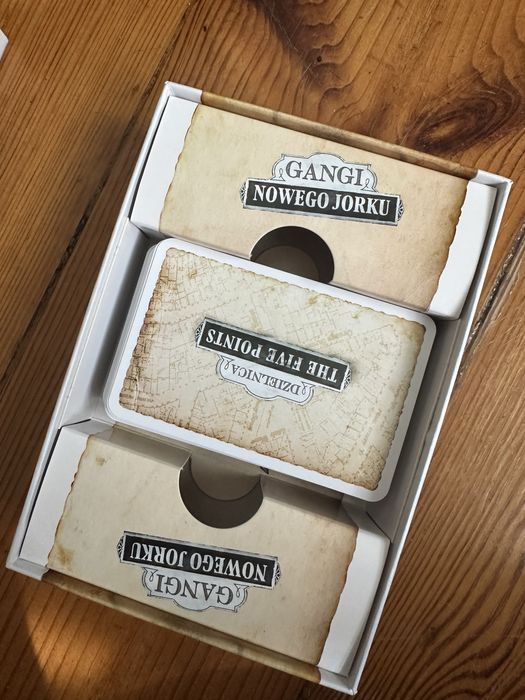 GANGI
NOWEGO JORKU
DZIELNICA
THE FIVE POINTS
GANGI
NOWEGO JORKU